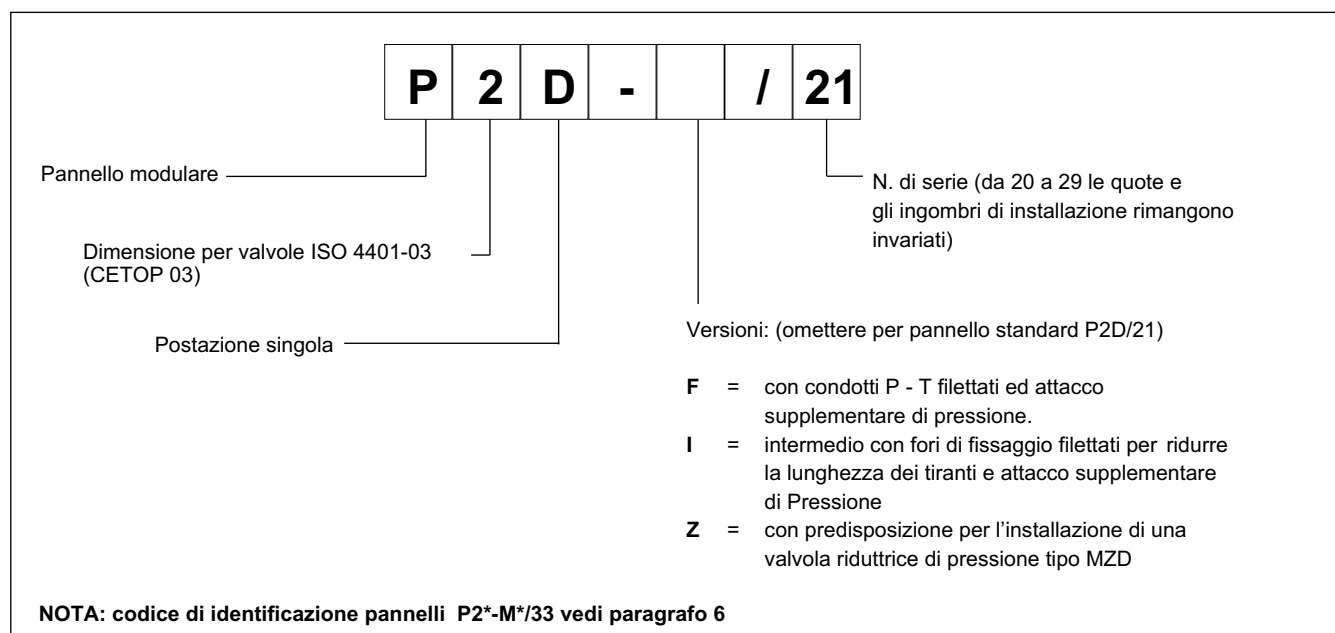 P 2 D - / 21
Pannello modulare
Dimensione per valvole ISO 4401-03
(CETOP 03)
Postazione singola
N. di serie (da 20 a 29 le quote e
gli ingombri di installazione rimangono
invariati)
Versioni: (omettere per pannello standard P2D/21)
F = con condotti P - T filettati ed attacco
supplementare di pressione.
I = intermedio con fori di fissaggio filettati per ridurre
la lunghezza dei tiranti e attacco supplementare
di Pressione
Z = con predisposizione per l'installazione di una
valvola riduttrice di pressione tipo MZD
NOTA: codice di identificazione pannelli P2*-M*/33 vedi paragrafo 6